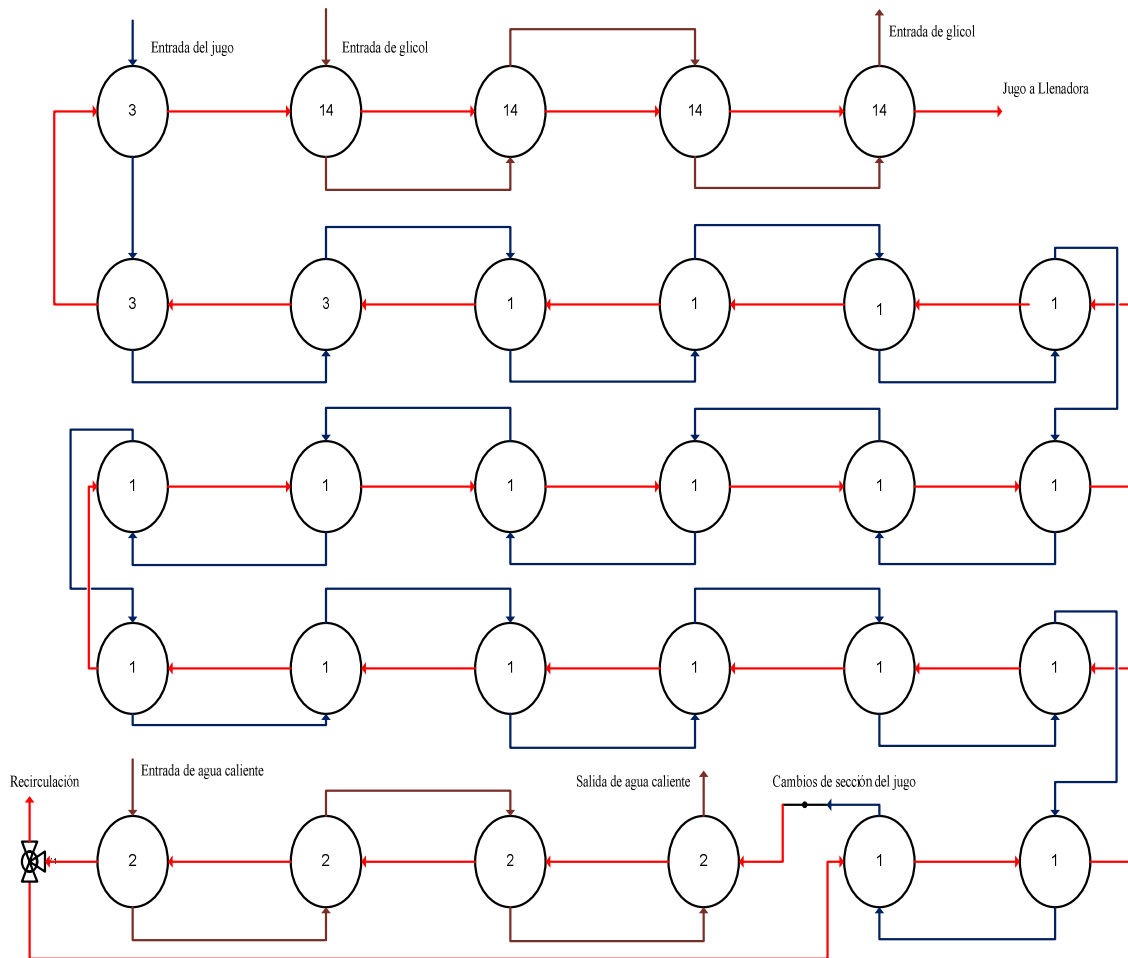 Entrada del jugo
Entrada de glicol
Entrada de glicol
Jugo a Llenadora
3 14 14 14 14
3 3 1 1 1 1
1 1 1 1 1 1
1 1 1 1 1 1
Recirculación
Entrada de agua caliente
Salida de agua caliente
Cambios de sección del jugo
2 2 2 2 1 1